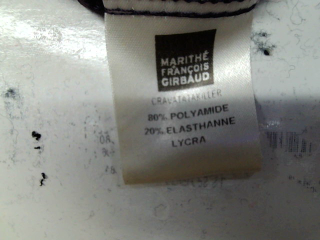 MARITHÉ
FRANÇOIS
GIRBAUD
80% POLYAMIDE
20% ELASTHANNE
LYCRA